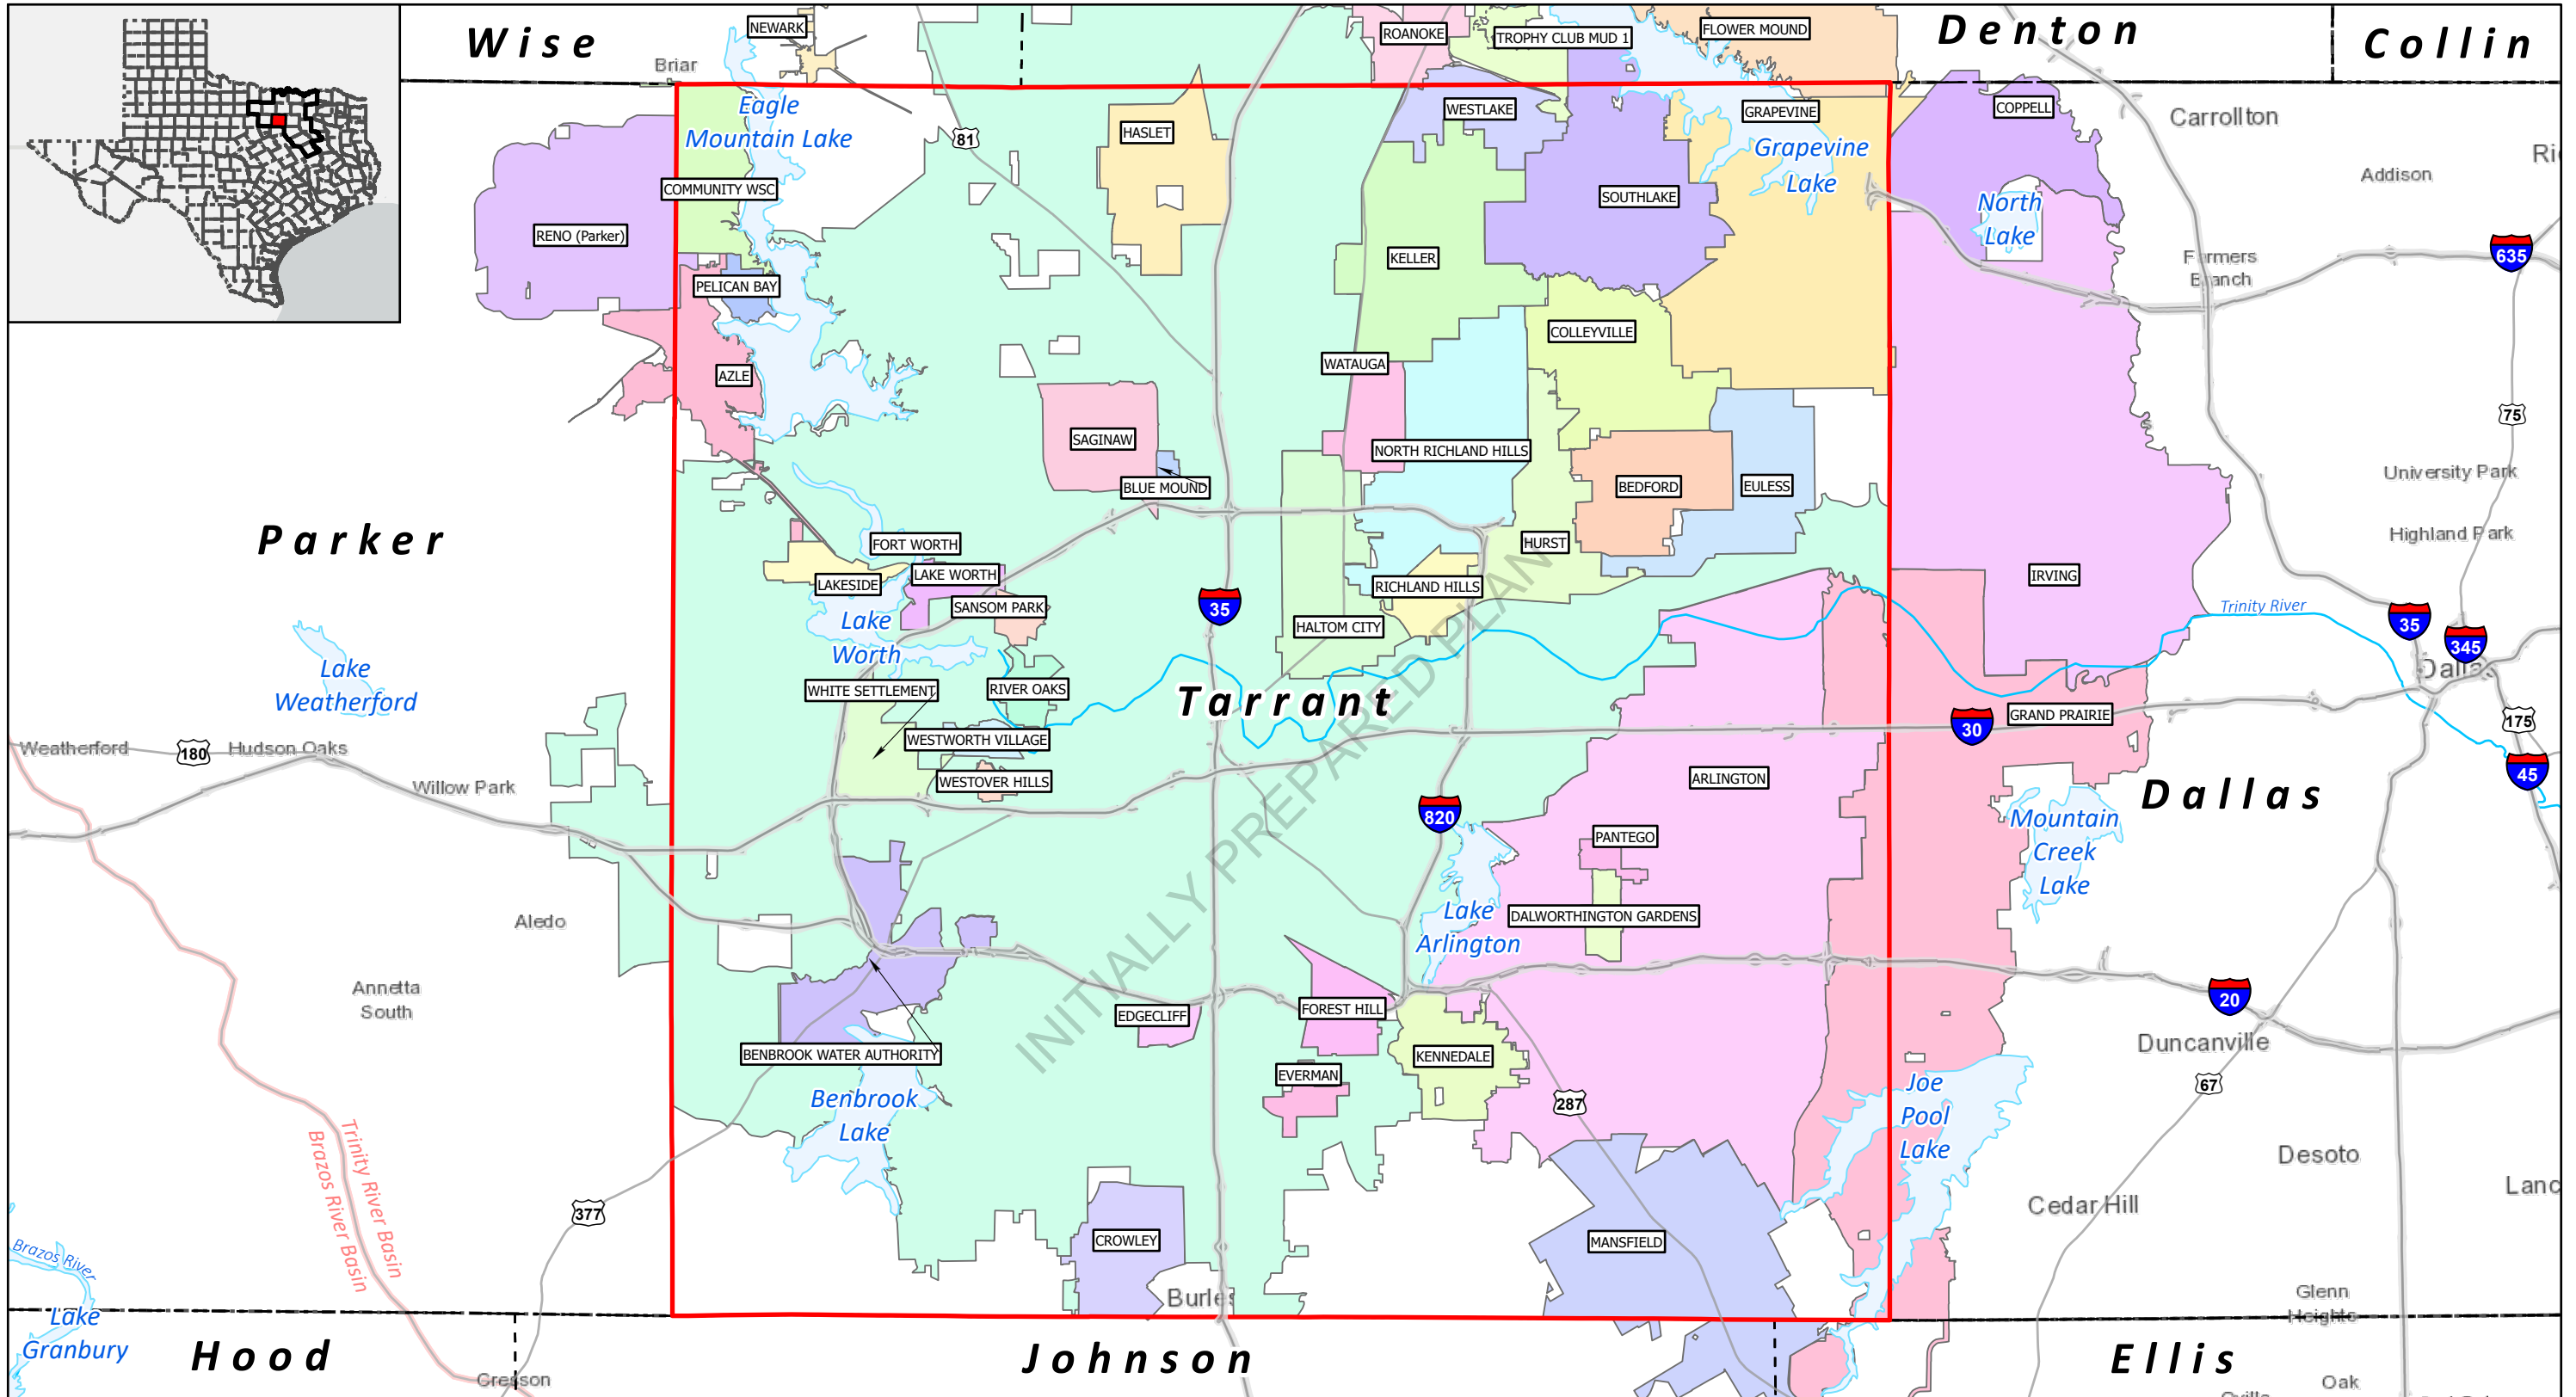 Wise
Denton
Collin
NEWARK
ROANOKE
TROPHY CLUB MUD 1
FLOWER MOUND
Briar
Eagle
Mountain Lake
81
HASLET
WESTLAKE
GRAPEVINE
Grapevine
Lake
COPPELL
Carrollton
Addison
COMMUNITY WSC
SOUTHLAKE
North
Lake
RENO (Parker)
KELLER
Farmers
Branch
635
PELICAN BAY
COLLEYVILLE
WATAUGA
AZLE
75
SAGINAW
NORTH RICHLAND HILLS
BLUE MOUND
BEDFORD
EULESS
University Park
Highland Park
Parker
FORT WORTH
HURST
LAKESIDE
LAKE WORTH
RICHLAND HILLS
IRVING
SANSOM PARK
35
HALTOM CITY
Trinity River
35
345
Lake
Worth
Lake
Weatherford
WHITE SETTLEMENT
RIVER OAKS
Tarrant
GRAND PRAIRIE
30
175
Weatherford
180
Hudson Oaks
WESTWORTH VILLAGE
WESTOVER HILLS
ARLINGTON
45
Willow Park
Dallas
820
PANTEGO
Mountain
Creek
Lake
Aledo
Lake
Arlington
DALWORTHINGTON GARDENS
INITIALLY PREPARED PLAN
Annetta
South
20
EDGECLIFF
FOREST HILL
BENBROOK WATER AUTHORITY
KENNEDALE
Duncanville
EVERMAN
Benbrook
Lake
287
Joe
Pool
Lake
67
Trinity River Basin
Brazos River Basin
Desoto
377
CROWLEY
MANSFIELD
Cedar Hill
Brazos River
Lake
Granbury
Glenn
Heights
Hood
Johnson
Ellis
Cresson
Oak